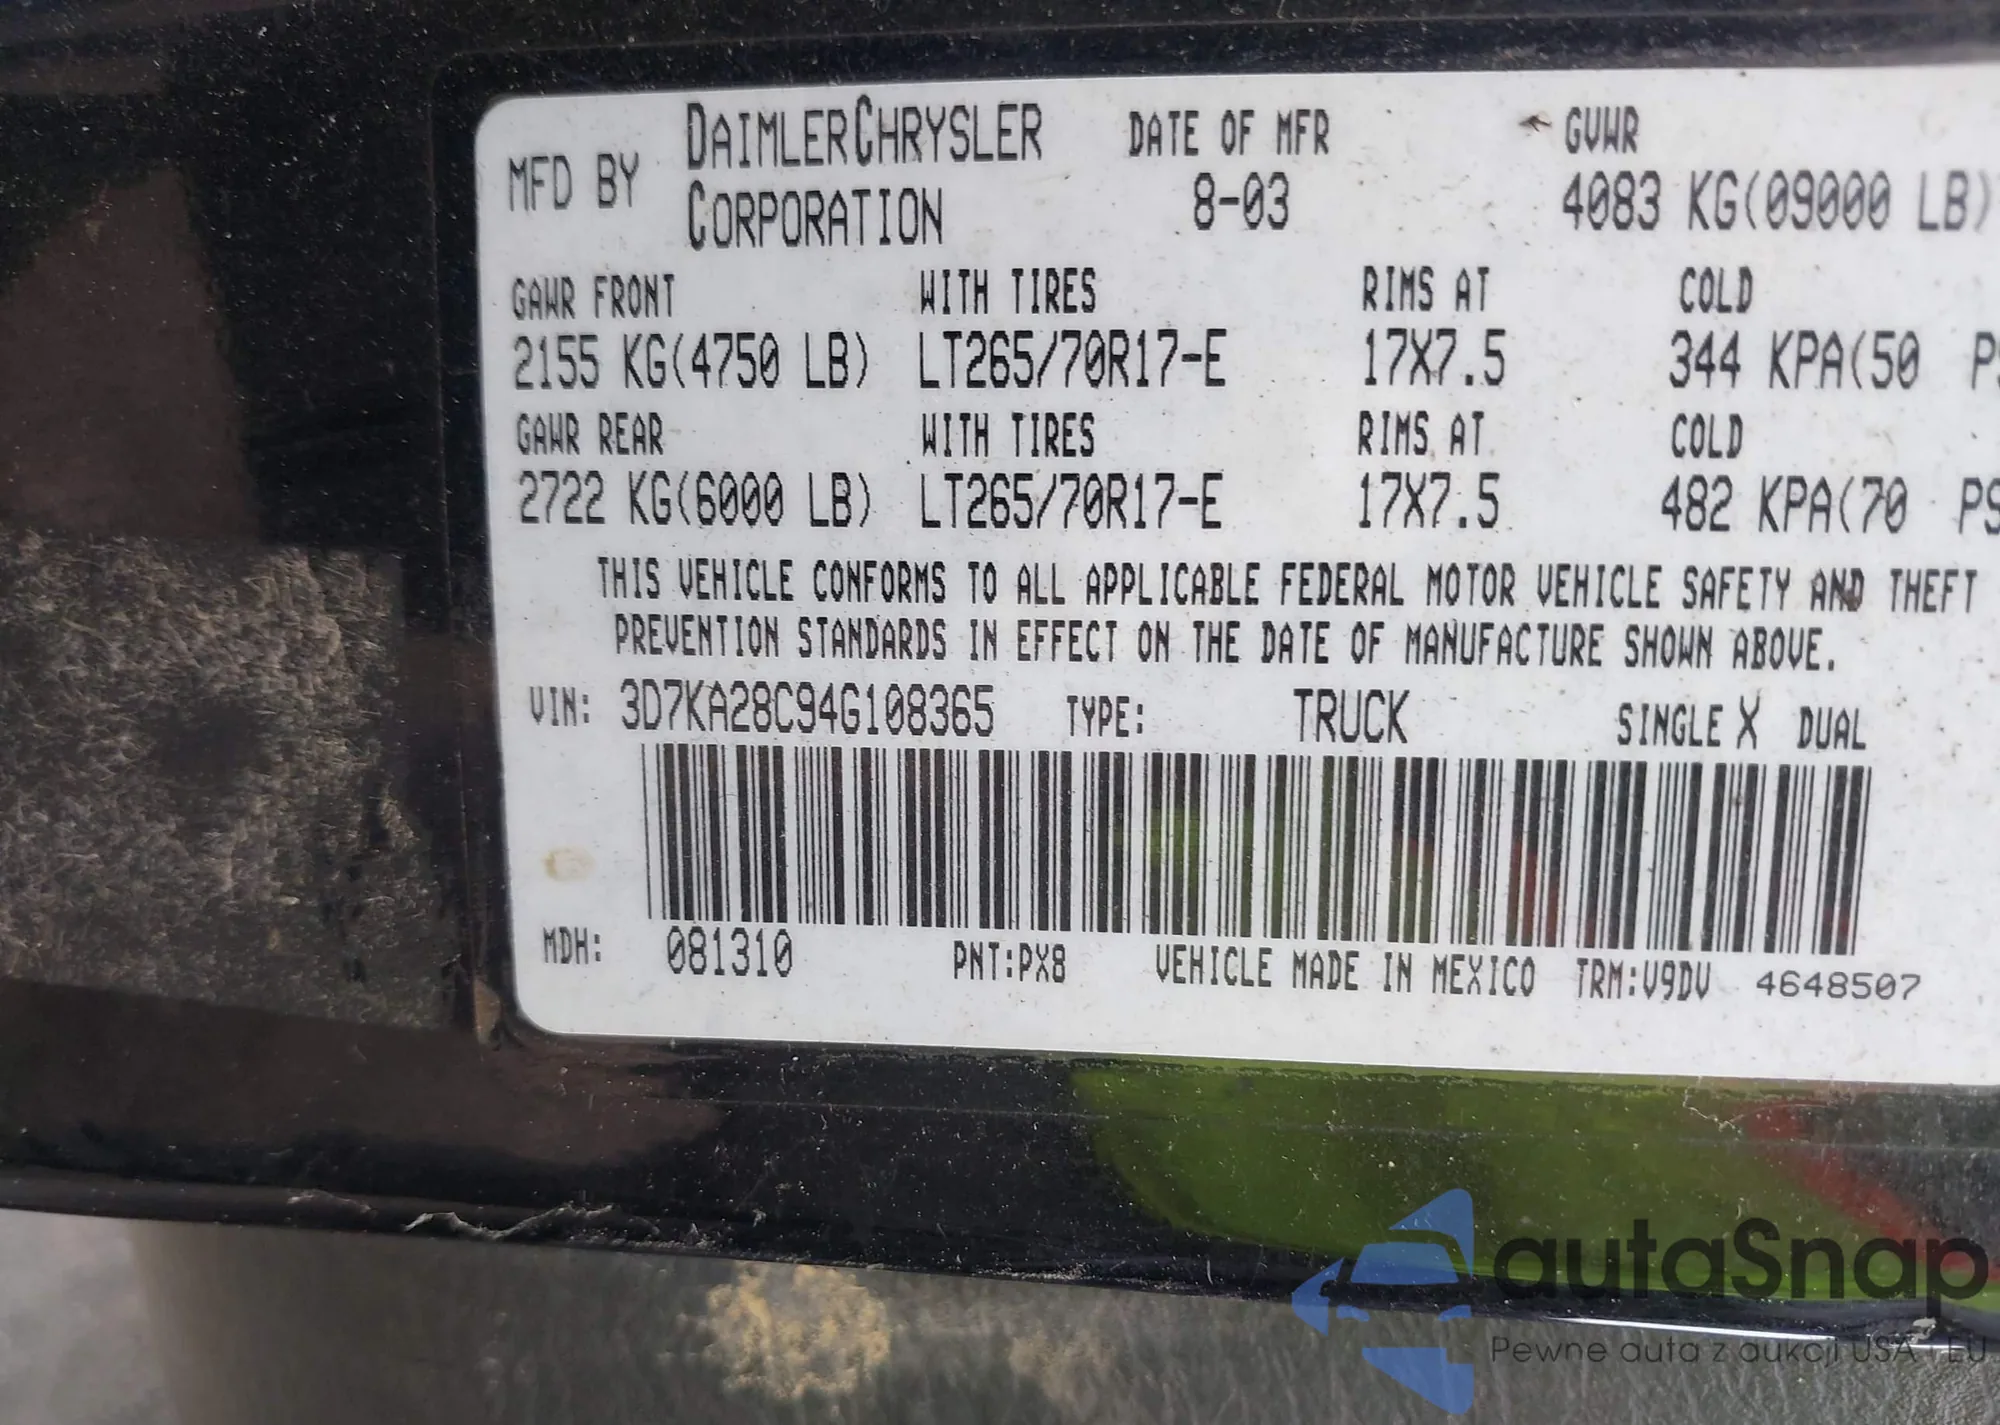 MFD BY DAIMLERCHRYSLER CORPORATION DATE OF MFR 8-03 GVWR 4083 KG(09000 LB)
GAWR FRONT WITH TIRES RIMS AT COLD
2155 KG(4750 LB) LT265/70R17-E 17X7.5 344 KPA(50 PS
GAWR REAR WITH TIRES RIMS AT COLD
2722 KG(6000 LB) LT265/70R17-E 17X7.5 482 KPA(70 PS
THIS VEHICLE CONFORMS TO ALL APPLICABLE FEDERAL MOTOR VEHICLE SAFETY AND THEFT
PREVENTION STANDARDS IN EFFECT ON THE DATE OF MANUFACTURE SHOWN ABOVE.
VIN: 3D7KA28C94G108365 TYPE: TRUCK SINGLE X DUAL
MDH: 081310 PNT:PX8 VEHICLE MADE IN MEXICO TRM:V9DV 4648507
autaSnap
Pewne auta z aukcji USA i EU